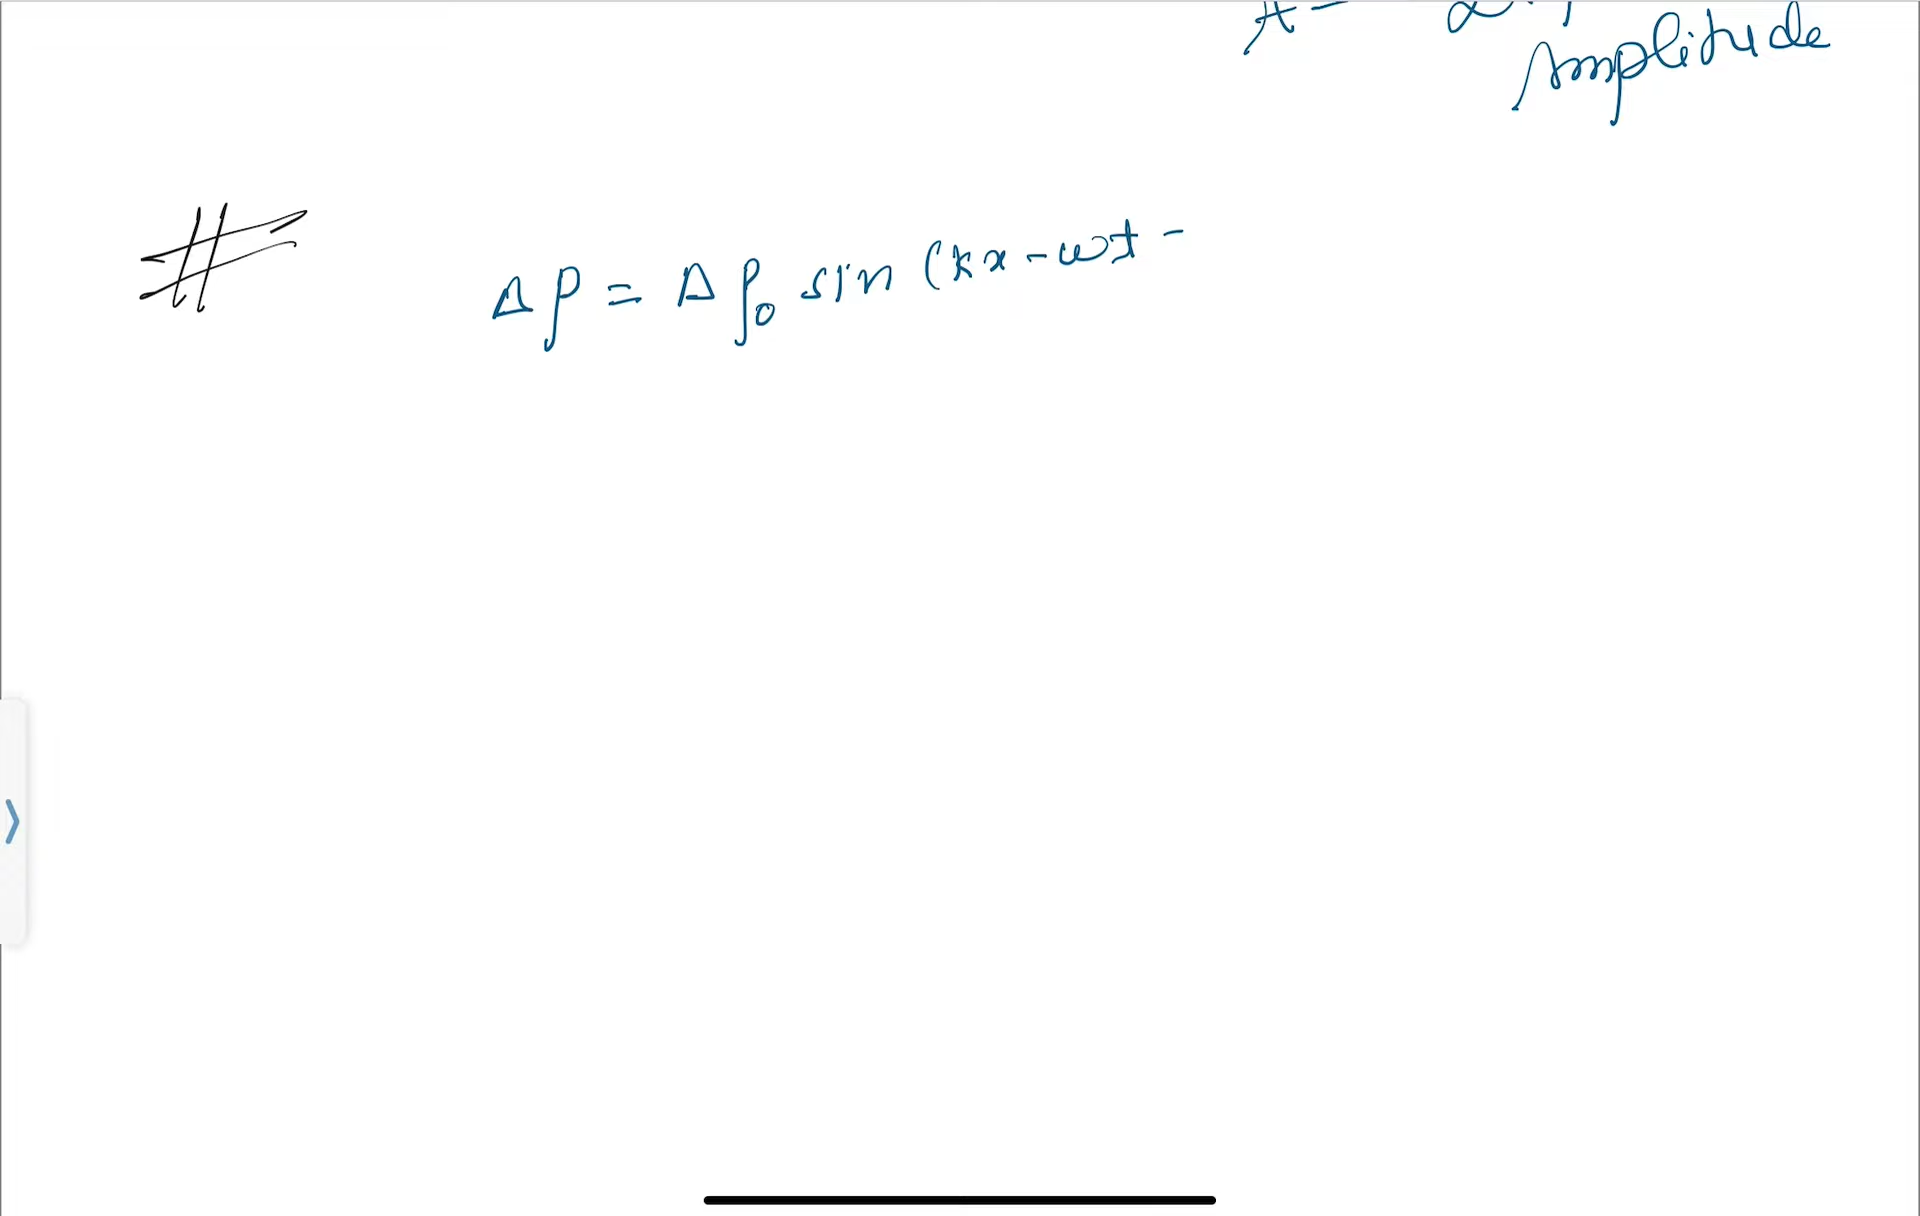 Amplitude
#
Δp = Δp₀ sin (kx - ωt -